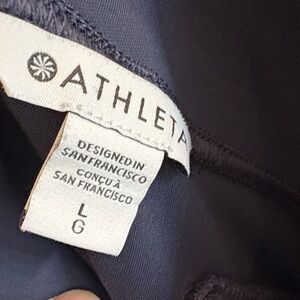 ATHLETA
DESIGNED IN
SAN FRANCISCO
CONÇU À
SAN FRANCISCO
L
G